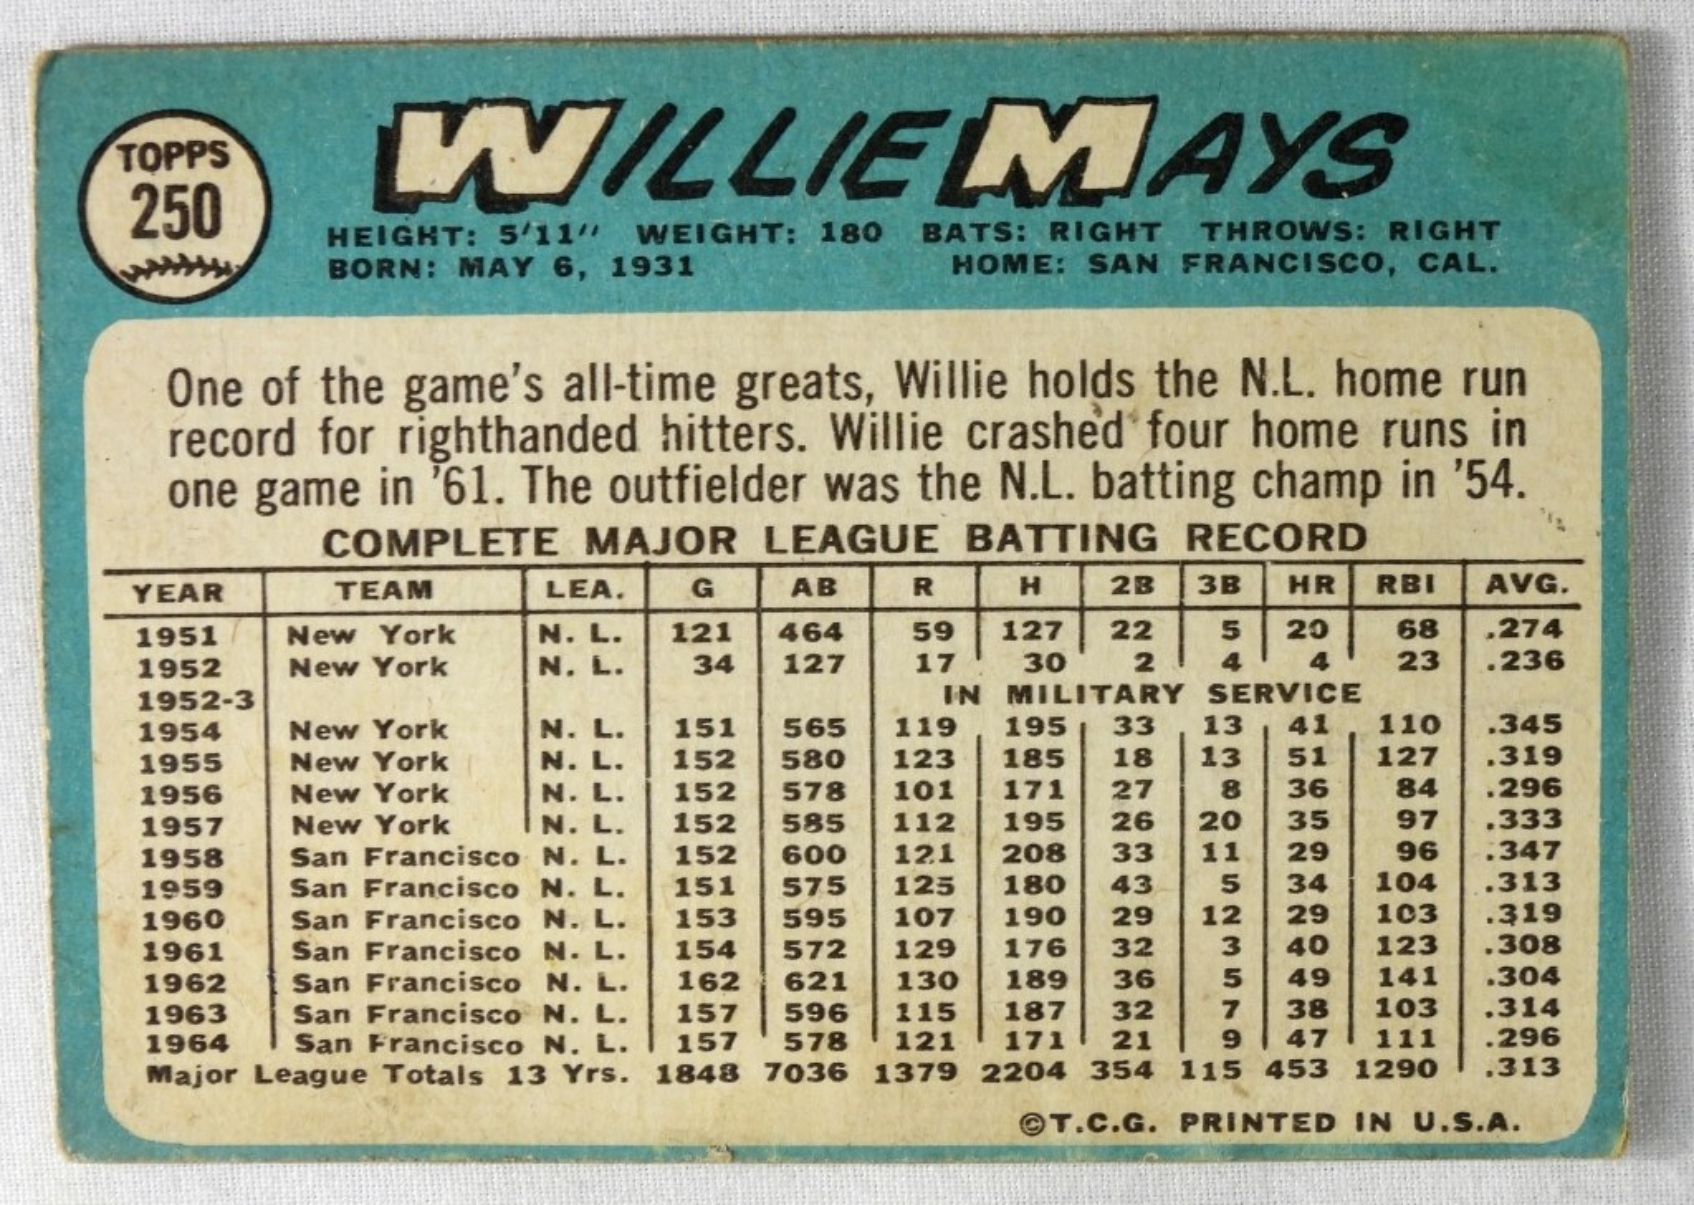 TOPPS
250
WILLIE MAYS
HEIGHT: 5'11" WEIGHT: 180 BATS: RIGHT THROWS: RIGHT
BORN: MAY 6, 1931 HOME: SAN FRANCISCO, CAL.
One of the game's all-time greats, Willie holds the N.L. home run
record for righthanded hitters. Willie crashed four home runs in
one game in '61. The outfielder was the N.L. batting champ in '54.
COMPLETE MAJOR LEAGUE BATTING RECORD
YEAR TEAM LEA. G AB R H 2B 3B HR RBI AVG.
1951 New York N. L. 121 464 59 127 22 5 20 68 .274
1952 New York N. L. 34 127 17 30 2 4 4 23 .236
1952-3 IN MILITARY SERVICE
1954 New York N. L. 151 565 119 195 33 13 41 110 .345
1955 New York N. L. 152 580 123 185 18 13 51 127 .319
1956 New York N. L. 152 578 101 171 27 8 36 84 .296
1957 New York N. L. 152 585 112 195 26 20 35 97 .333
1958 San Francisco N. L. 152 600 121 208 33 11 29 96 .347
1959 San Francisco N. L. 151 575 125 180 43 5 34 104 .313
1960 San Francisco N. L. 153 595 107 190 29 12 29 103 .319
1961 San Francisco N. L. 154 572 129 176 32 3 40 123 .308
1962 San Francisco N. L. 162 621 130 189 36 5 49 141 .304
1963 San Francisco N. L. 157 596 115 187 32 7 38 103 .314
1964 San Francisco N. L. 157 578 121 171 21 9 47 111 .296
Major League Totals 13 Yrs. 1848 7036 1379 2204 354 115 453 1290 .313
©T.C.G. PRINTED IN U.S.A.